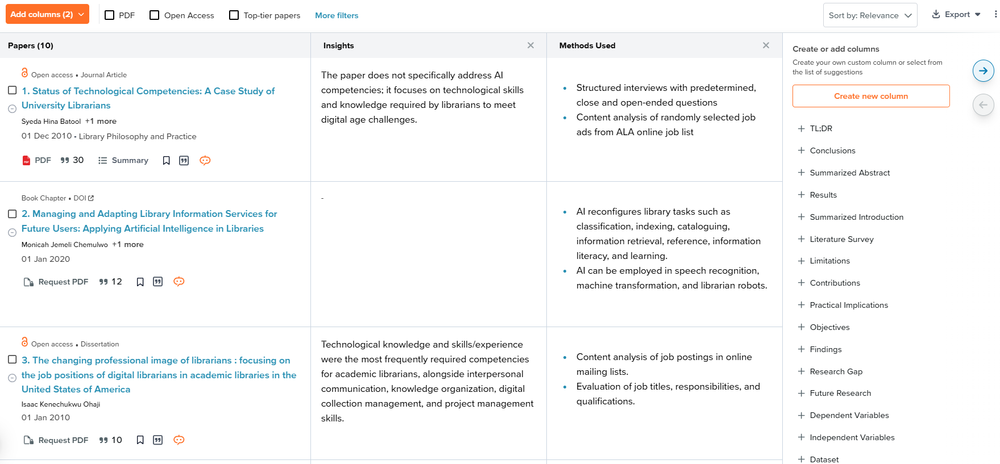 Add columns (2)
PDF
Open Access
Top-tier papers
More filters
Sort by: Relevance
Export
Papers (10)
Insights
Methods Used
Open access • Journal Article
1. Status of Technological Competencies: A Case Study of
University Librarians
Syeda Hina Batool +1 more
01 Dec 2010 - Library Philosophy and Practice
PDF
30
Summary
The paper does not specifically address AI
competencies; it focuses on technological skills
and knowledge required by librarians to meet
digital age challenges.
• Structured interviews with predetermined,
close and open-ended questions
• Content analysis of randomly selected job
ads from ALA online job list
Book Chapter • DOI
2. Managing and Adapting Library Information Services for
Future Users: Applying Artificial Intelligence in Libraries
Monicah Jemeli Chemulwo +1 more
01 Jan 2020
Request PDF
12
-
• AI reconfigures library tasks such as
classification, indexing, cataloguing,
information retrieval, reference, information
literacy, and learning.
• AI can be employed in speech recognition,
machine transformation, and librarian robots.
Open access • Dissertation
3. The changing professional image of librarians : focusing on
the job positions of digital librarians in academic libraries in the
United States of America
Isaac Kenechukwu Ohaji
01 Jan 2010
Request PDF
10
Technological knowledge and skills/experience
were the most frequently required competencies
for academic librarians, alongside interpersonal
communication, knowledge organization, digital
collection management, and project management
skills.
• Content analysis of job postings in online
mailing lists.
• Evaluation of job titles, responsibilities, and
qualifications.
Create or add columns
Create your own custom column or select from
the list of suggestions
Create new column
TL;DR
Conclusions
Summarized Abstract
Results
Summarized Introduction
Literature Survey
Limitations
Contributions
Practical Implications
Objectives
Findings
Research Gap
Future Research
Dependent Variables
Independent Variables
Dataset